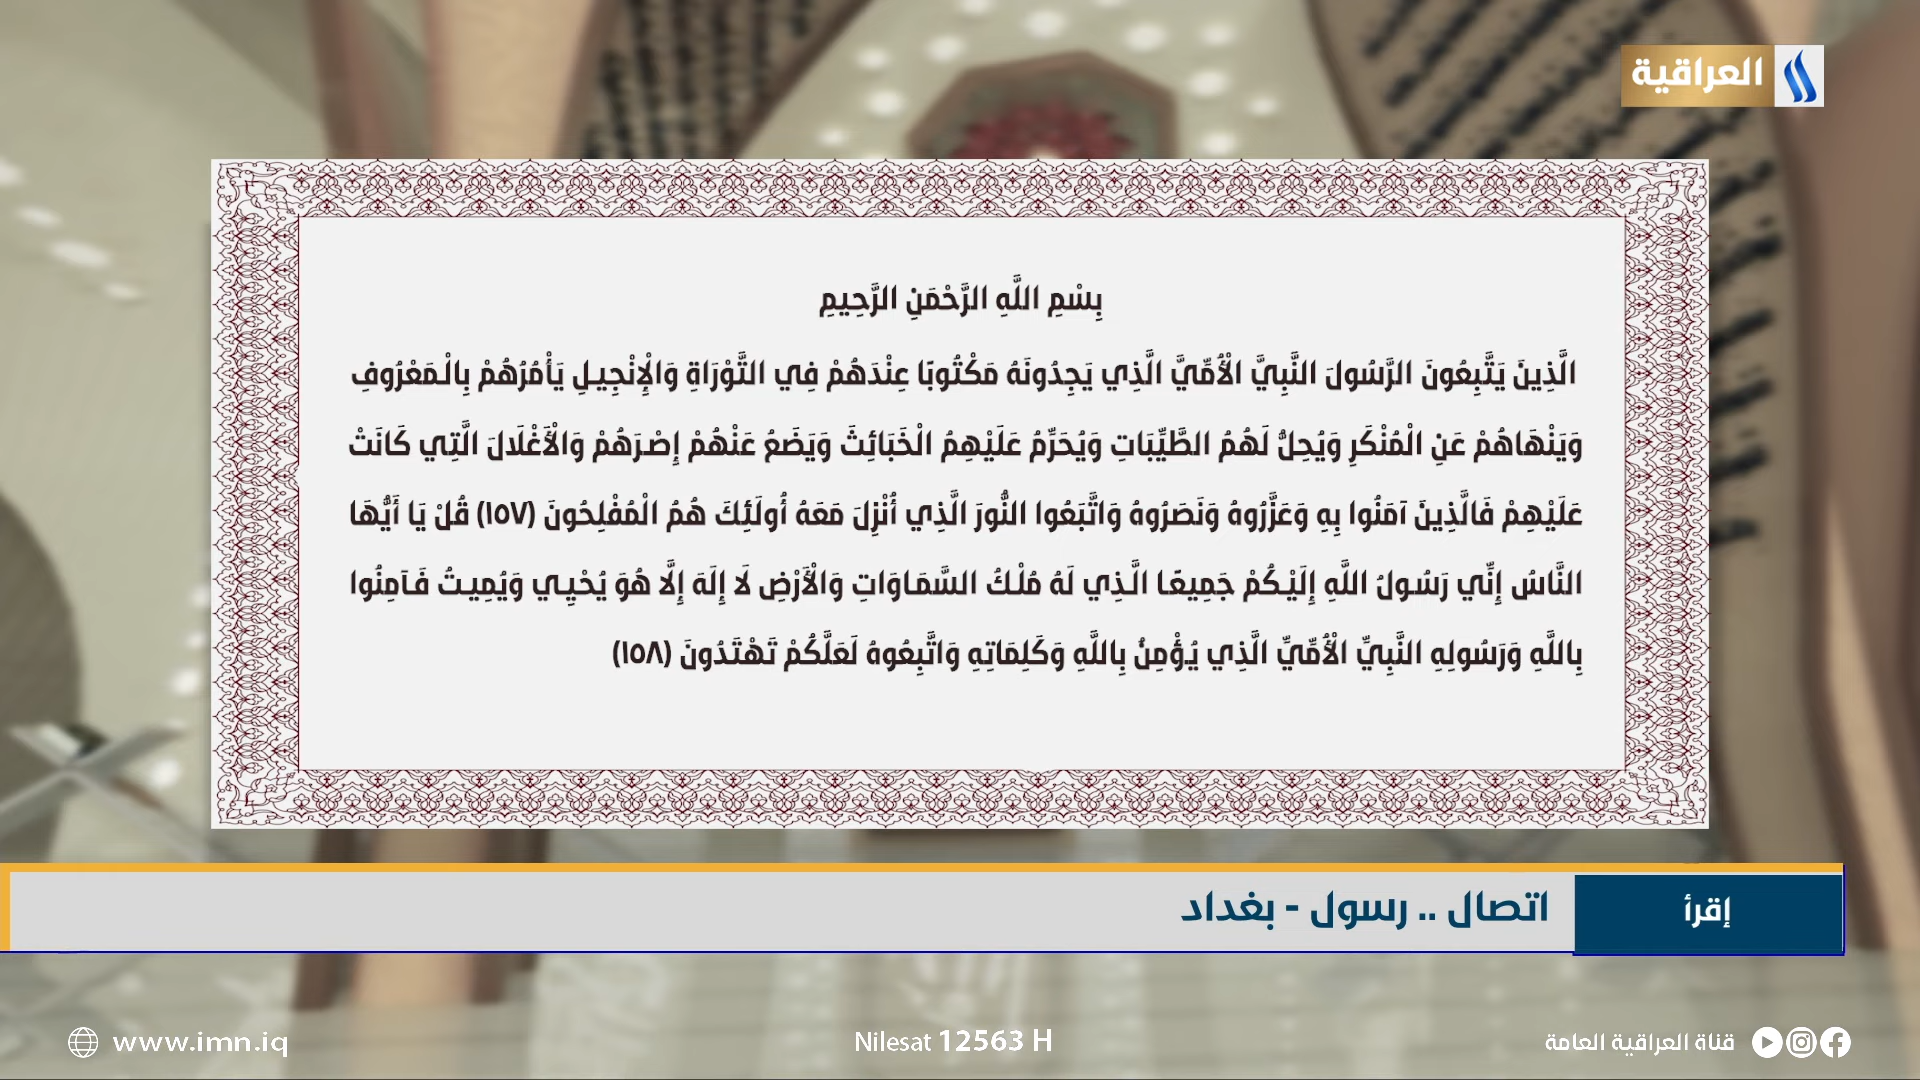 العراقية
بِسْمِ اللَّهِ الرَّحْمَنِ الرَّحِيمِ
الَّذِينَ يَتَّبِعُونَ الرَّسُولَ النَّبِيَّ الْأُمِّيَّ الَّذِي يَجِدُونَهُ مَكْتُوبًا عِنْدَهُمْ فِي التَّوْرَاةِ وَالْإِنْجِيلِ يَأْمُرُهُمْ بِالْمَعْرُوفِ
وَيَنْهَاهُمْ عَنِ الْمُنْكَرِ وَيُحِلُّ لَهُمُ الطَّيِّبَاتِ وَيُحَرِّمُ عَلَيْهِمُ الْخَبَائِثَ وَيَضَعُ عَنْهُمْ إِصْرَهُمْ وَالْأَغْلَالَ الَّتِي كَانَتْ
عَلَيْهِمْ فَالَّذِينَ آمَنُوا بِهِ وَعَزَّرُوهُ وَنَصَرُوهُ وَاتَّبَعُوا النُّورَ الَّذِي أُنْزِلَ مَعَهُ أُولَئِكَ هُمُ الْمُفْلِحُونَ (١٥٧) قُلْ يَا أَيُّهَا
النَّاسُ إِنِّي رَسُولُ اللَّهِ إِلَيْكُمْ جَمِيعًا الَّذِي لَهُ مُلْكُ السَّمَاوَاتِ وَالْأَرْضِ لَا إِلَهَ إِلَّا هُوَ يُحْيِي وَيُمِيتُ فَآمِنُوا
بِاللَّهِ وَرَسُولِهِ النَّبِيِّ الْأُمِّيِّ الَّذِي يُؤْمِنُ بِاللَّهِ وَكَلِمَاتِهِ وَاتَّبِعُوهُ لَعَلَّكُمْ تَهْتَدُونَ (١٥٨)
إقرأ
اتصال .. رسول - بغداد
www.imn.iq
Nilesat 12563 H
قناة العراقية العامة